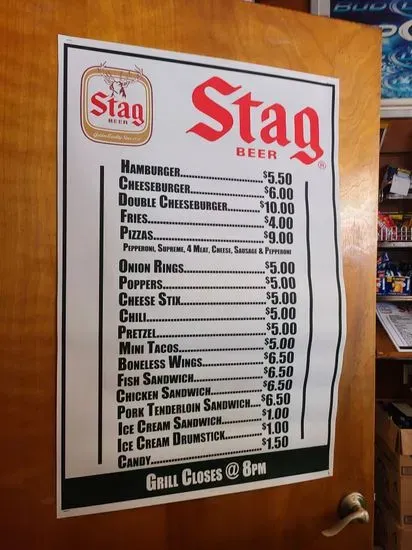 Stag
BEER
Stag
BEER
®
HAMBURGER..................$5.50
CHEESEBURGER..................$6.00
DOUBLE CHEESEBURGER........$10.00
FRIES..............................$4.00
PIZZAS..............................$9.00
PEPPERONI, SUPREME, 4 MEAT, CHEESE, SAUSAGE & PEPPERONI
ONION RINGS.....................$5.00
POPPERS...........................$5.00
CHEESE STIX.....................$5.00
CHILI..............................$5.00
PRETZEL...........................$5.00
MINI TACOS.....................$5.00
BONELESS WINGS...............$6.50
FISH SANDWICH..................$6.50
CHICKEN SANDWICH............$6.50
PORK TENDERLOIN SANDWICH....$6.50
ICE CREAM SANDWICH............$1.00
ICE CREAM DRUMSTICK............$1.00
CANDY..............................$1.50
GRILL CLOSES @ 8PM